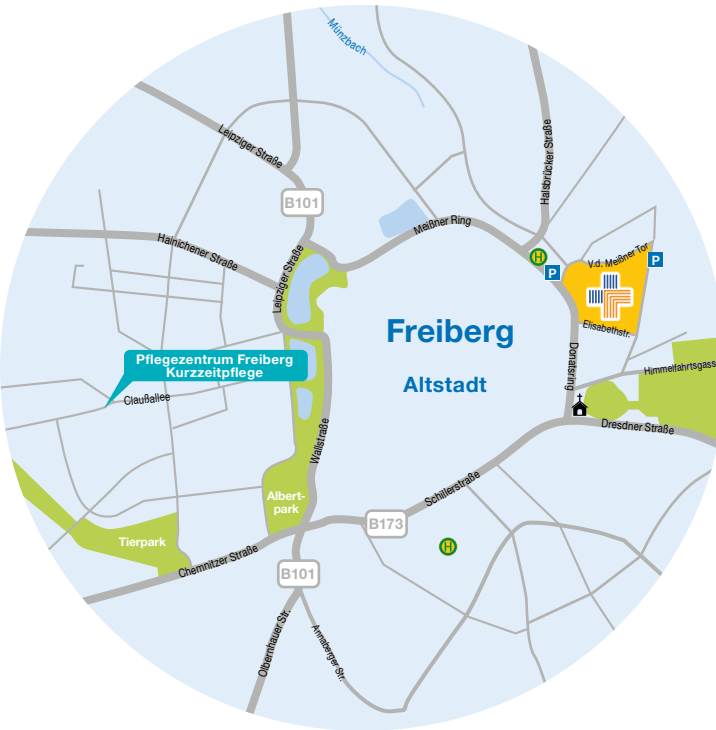 Münzbach
Leipziger Straße
Halsbrücker Straße
B101
Meißner Ring
Hainichener Straße
Leipziger Straße
H
V.d. Meißner Tor
P
P
Elisabethstr.
Freiberg
Altstadt
Donatsring
Pflegezentrum Freiberg
Kurzzeitpflege
Himmelfahrtsgass
Claußallee
Dresdner Straße
Wallstraße
Schillerstraße
Albert-
park
B173
Tierpark
H
Chemnitzer Straße
B101
Olbernhauer Str.
Annaberger Str.